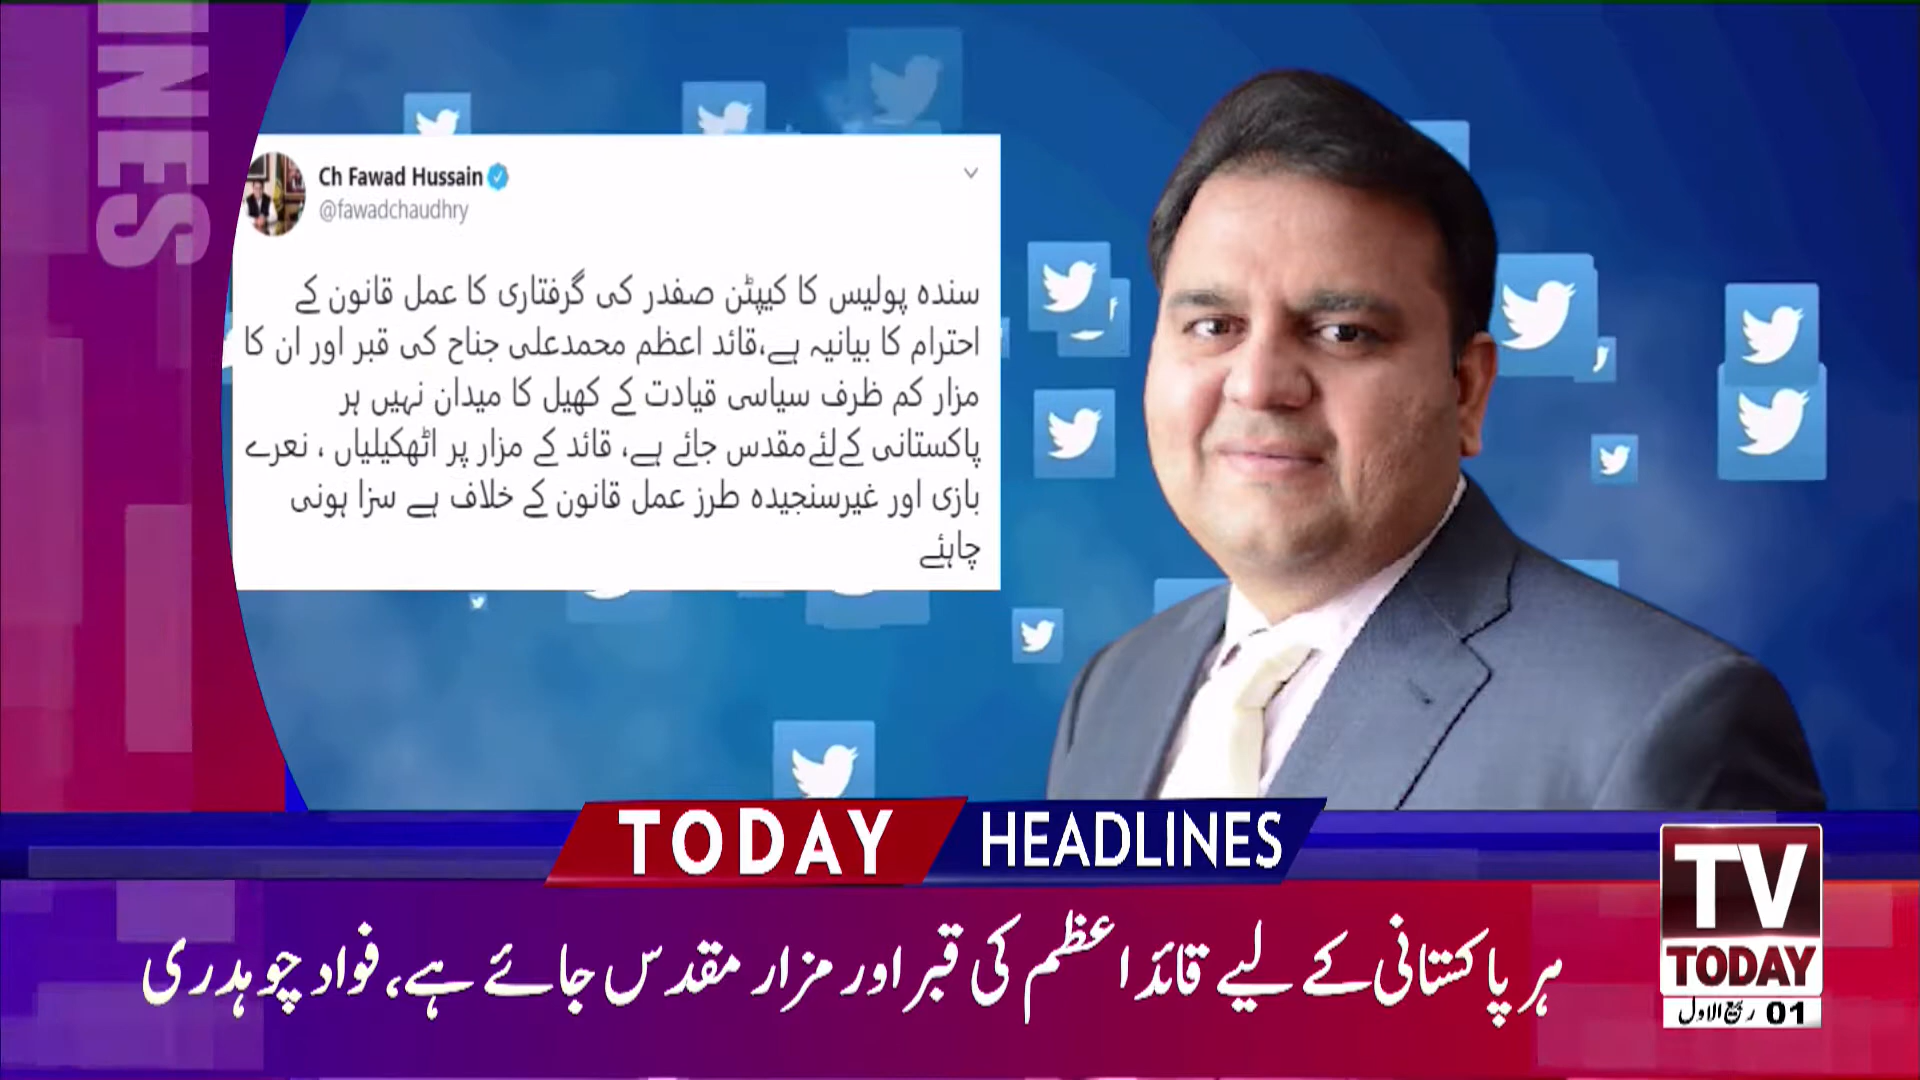 INES
Ch Fawad Hussain
@fawadchaudhry
سندھ پولیس کا کیپٹن صفدر کی گرفتاری کا عمل قانون کے
احترام کا بیانیہ ہے،قائد اعظم محمدعلی جناح کی قبر اور ان کا
مزار کم ظرف سیاسی قیادت کے کھیل کا میدان نہیں ہر
پاکستانی کےلئےمقدس جائے ہے، قائد کے مزار پر اٹھکیلیاں ، نعرے
بازی اور غیرسنجیدہ طرز عمل قانون کے خلاف ہے سزا ہونی
چاہئے
TODAY HEADLINES
ہر پاکستانی کے لیے قائداعظم کی قبر اور مزار مقدس جائے ہے، فواد چوہدری
TV
TODAY
01 ربیع الاول